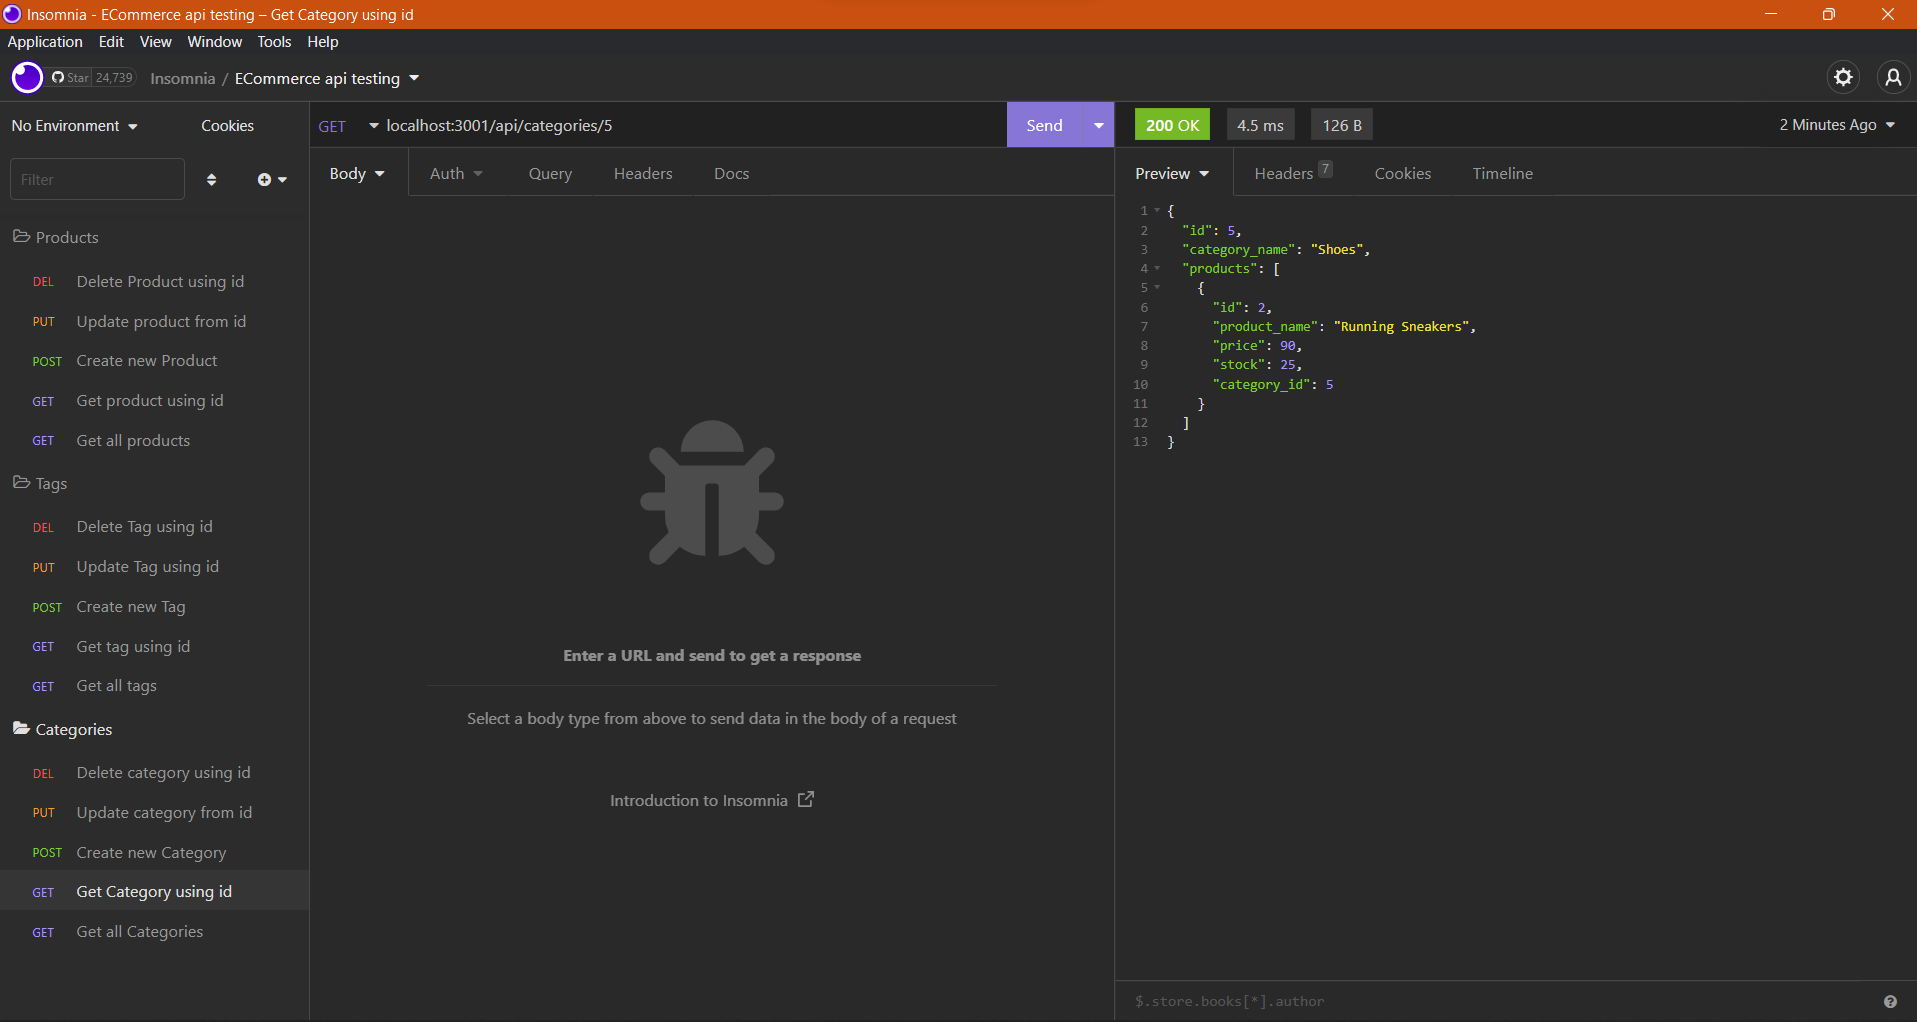 Insomnia - ECommerce api testing – Get Category using id
Application Edit View Window Tools Help
Star 24,739 Insomnia / ECommerce api testing
No Environment Cookies
GET localhost:3001/api/categories/5 Send
200 OK 4.5 ms 126 B 2 Minutes Ago
Filter
Body Auth Query Headers Docs
Preview Headers 7 Cookies Timeline
Products
DEL Delete Product using id
PUT Update product from id
POST Create new Product
GET Get product using id
GET Get all products
Tags
DEL Delete Tag using id
PUT Update Tag using id
POST Create new Tag
GET Get tag using id
GET Get all tags
Categories
DEL Delete category using id
PUT Update category from id
POST Create new Category
GET Get Category using id
GET Get all Categories
Enter a URL and send to get a response
Select a body type from above to send data in the body of a request
Introduction to Insomnia
1 {
2 "id": 5,
3 "category_name": "Shoes",
4 "products": [
5 {
6 "id": 2,
7 "product_name": "Running Sneakers",
8 "price": 90,
9 "stock": 25,
10 "category_id": 5
11 }
12 ]
13 }
$.store.books[*].author